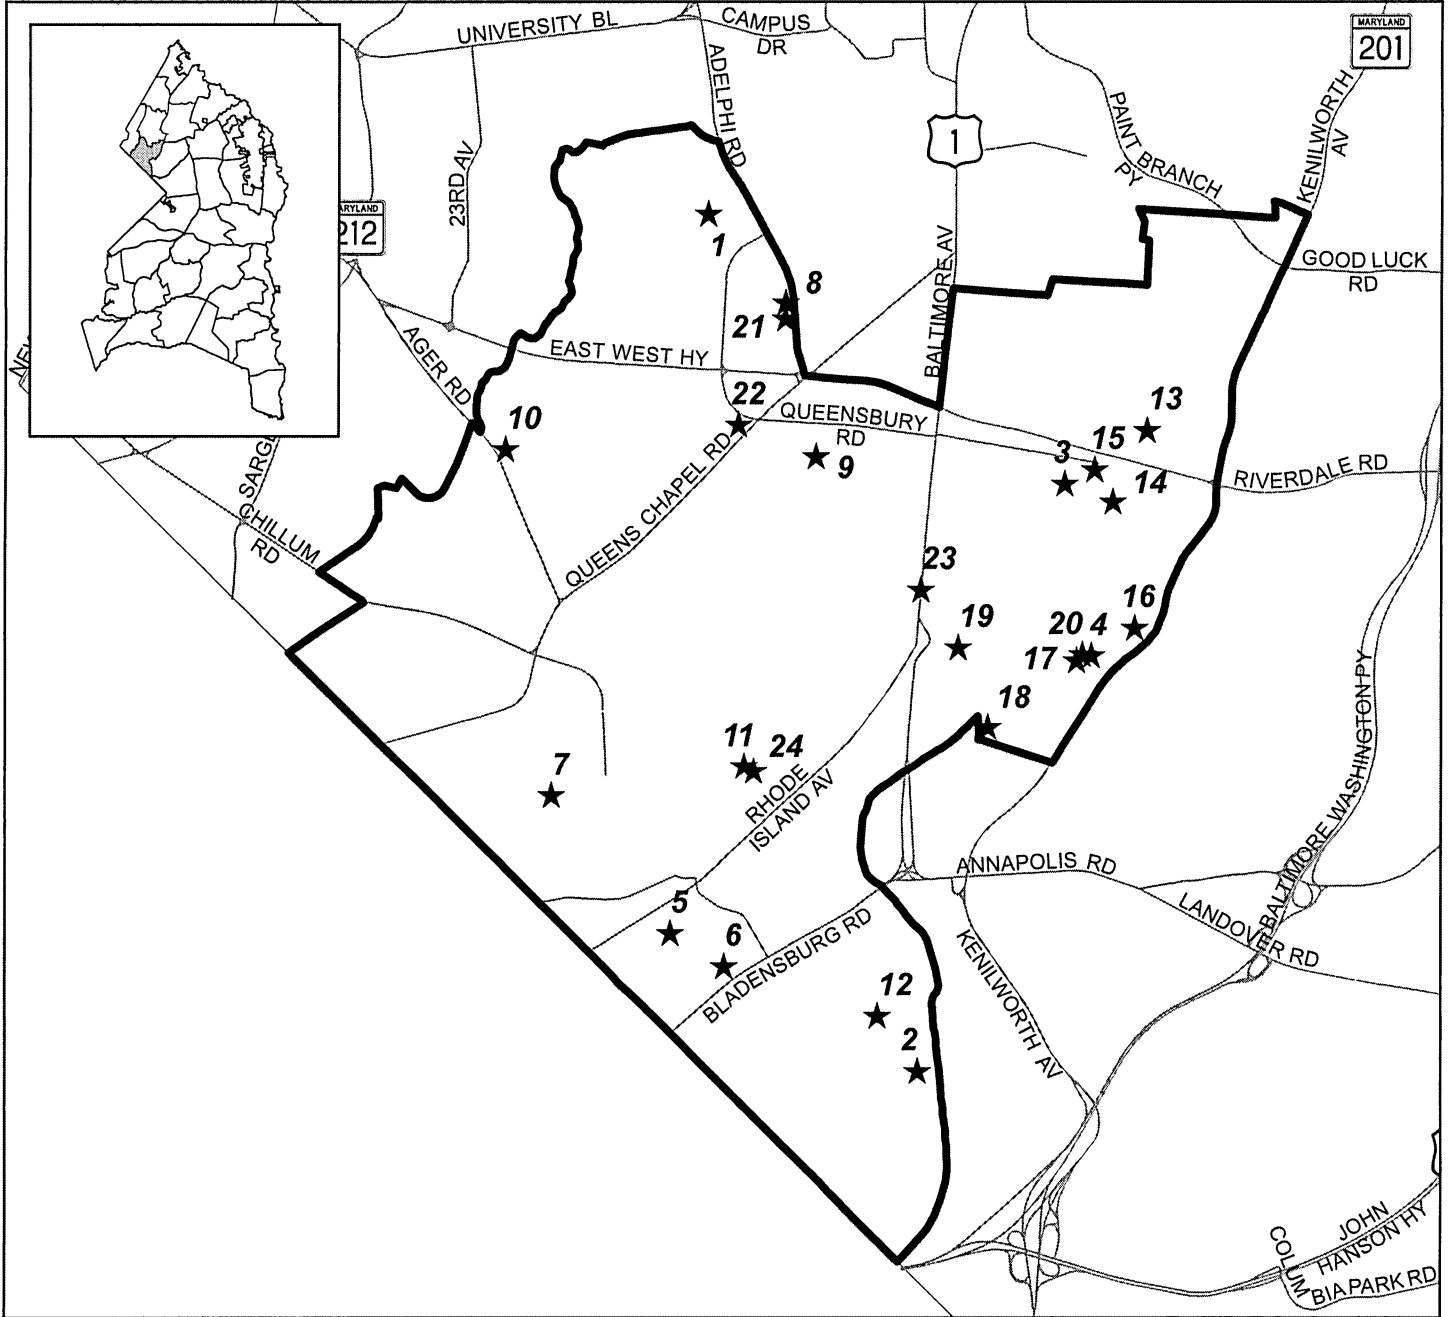 UNIVERSITY BL
CAMPUS
DR
MARYLAND
201
ADELPHI RD
23RD AV
1
PAINT BRANCH
PY
KENILWORTH
AV
ARYLAND
212
1
GOOD LUCK
RD
8
21
BALTIMORE AV
EAST WEST HY
AGER RD
10
22
QUEENSBURY
RD
9
13
15
3
14
RIVERDALE RD
SARGE
CHILLUM
RD
QUEENS CHAPEL RD
23
19
16
20
4
17
18
7
11
24
RHODE
ISLAND AV
BALTIMORE WASHINGTON PY
ANNAPOLIS RD
LANDOVER RD
5
6
BLADENSBURG RD
KENILWORTH AV
12
2
JOHN
HANSON HY
COLUM
BIA PARK RD